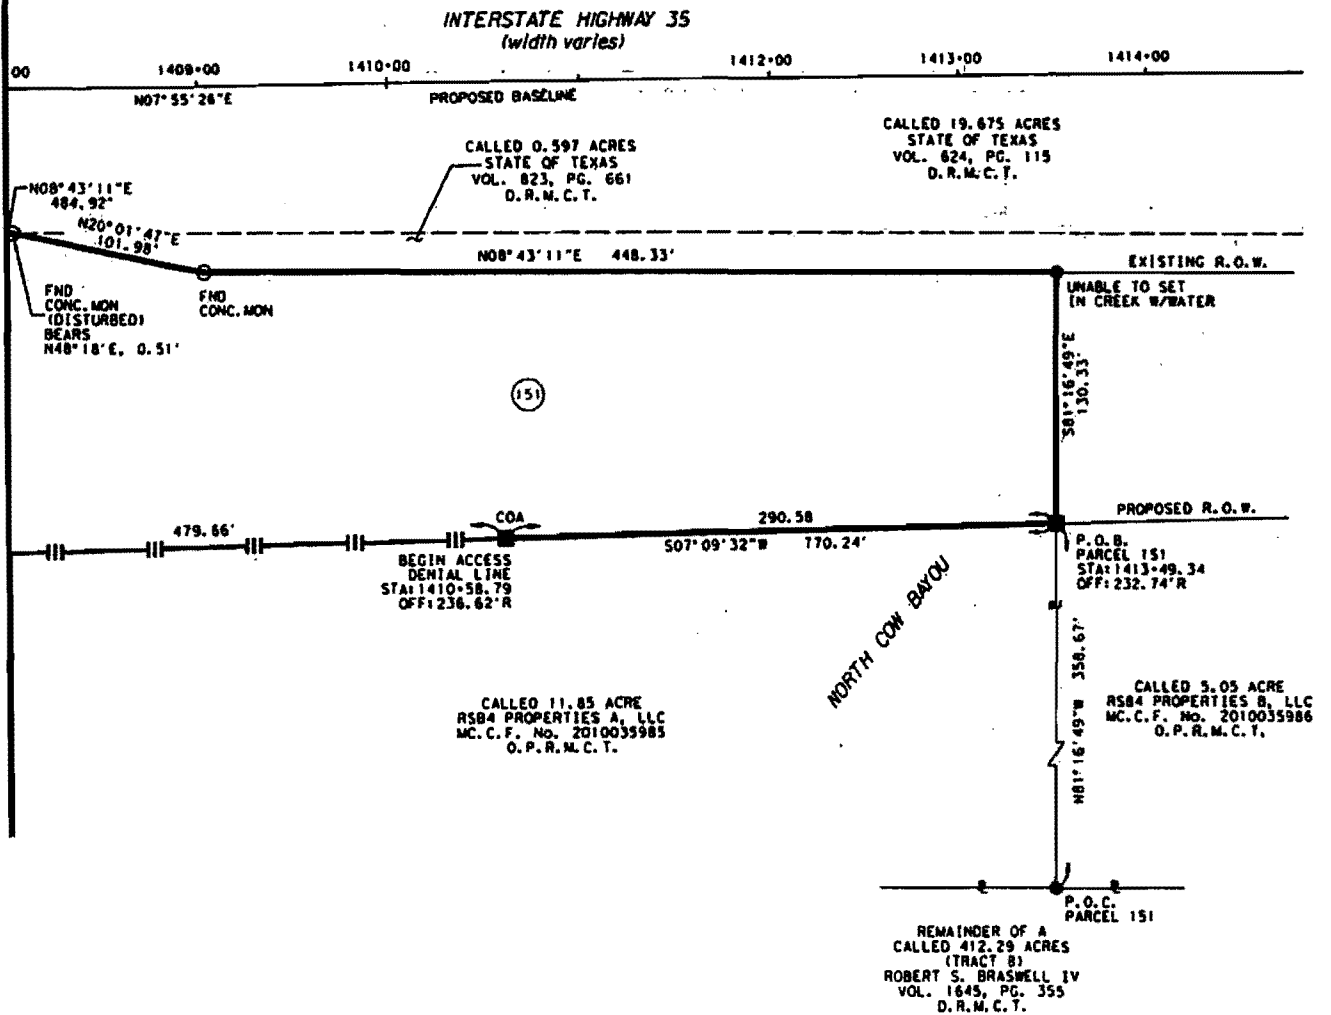 INTERSTATE HIGHWAY 35
(width varies)
00
1409+00
1410+00
1412+00
1413+00
1414+00
N07°55'26"E
PROPOSED BASELINE
CALLED 0.597 ACRES
STATE OF TEXAS
VOL. 823, PG. 661
D.R.M.C.T.
CALLED 19.675 ACRES
STATE OF TEXAS
VOL. 624, PG. 115
D.R.M.C.T.
N08°43'11"E
484.92'
N20°01'47"E
101.98'
N08°43'11"E 448.33'
EXISTING R.O.W.
FND
CONC.MON
(DISTURBED)
BEARS
N48°18'E, 0.51'
FND
CONC.MON
UNABLE TO SET
IN CREEK W/WATER
S81°16'49"E
130.33'
151
479.66'
COA
290.58
S07°09'32"W 770.24'
PROPOSED R.O.W.
BEGIN ACCESS
DENIAL LINE
STA:1410+58.79
OFF:236.62'R
P.O.B.
PARCEL 151
STA:1413+49.34
OFF:232.74'R
NORTH COW BAYOU
N81°16'49"W 358.67'
CALLED 11.85 ACRE
RSB4 PROPERTIES A, LLC
MC.C.F. No. 2010035985
O.P.R.M.C.T.
CALLED 5.05 ACRE
RSB4 PROPERTIES B, LLC
MC.C.F. No. 2010035986
O.P.R.M.C.T.
P.O.C.
PARCEL 151
REMAINDER OF A
CALLED 412.29 ACRES
(TRACT B)
ROBERT S. BRASWELL IV
VOL. 1645, PG. 355
D.R.M.C.T.